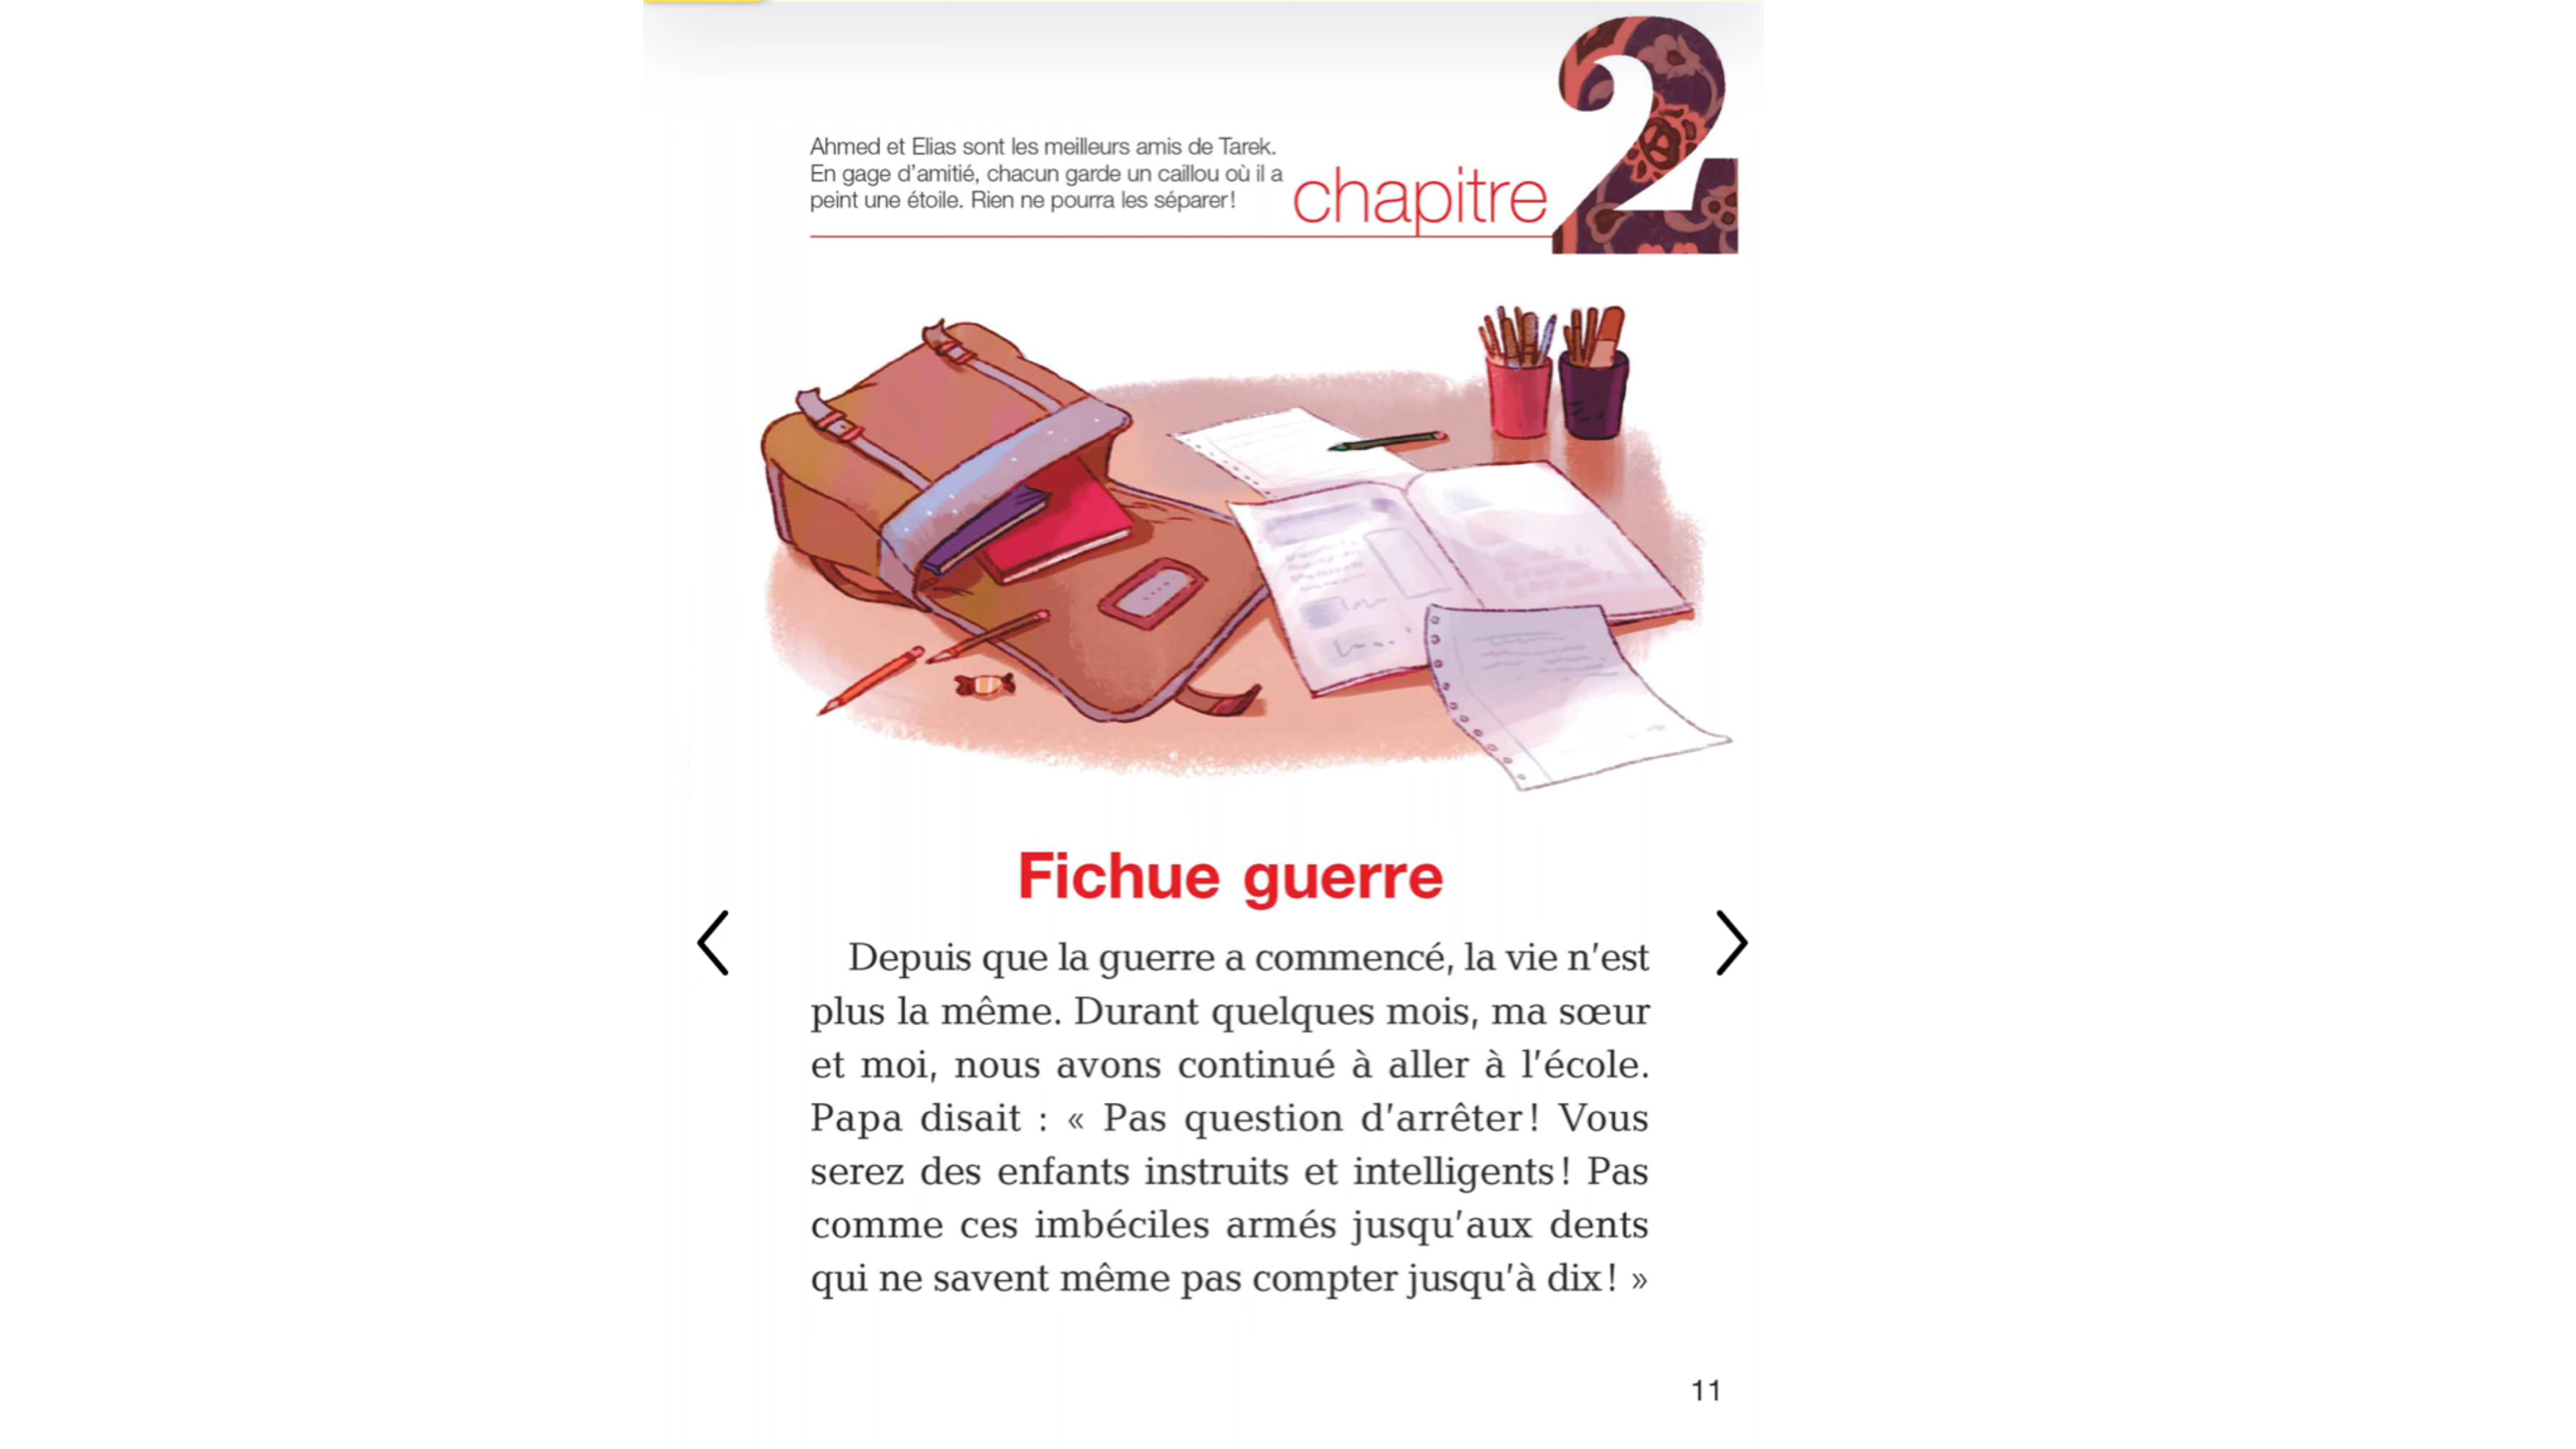 Ahmed et Elias sont les meilleurs amis de Tarek.
En gage d'amitié, chacun garde un caillou où il a
peint une étoile. Rien ne pourra les séparer !
chapitre 2
Fichue guerre
Depuis que la guerre a commencé, la vie n'est
plus la même. Durant quelques mois, ma sœur
et moi, nous avons continué à aller à l'école.
Papa disait : « Pas question d'arrêter ! Vous
serez des enfants instruits et intelligents ! Pas
comme ces imbéciles armés jusqu'aux dents
qui ne savent même pas compter jusqu'à dix ! »
11